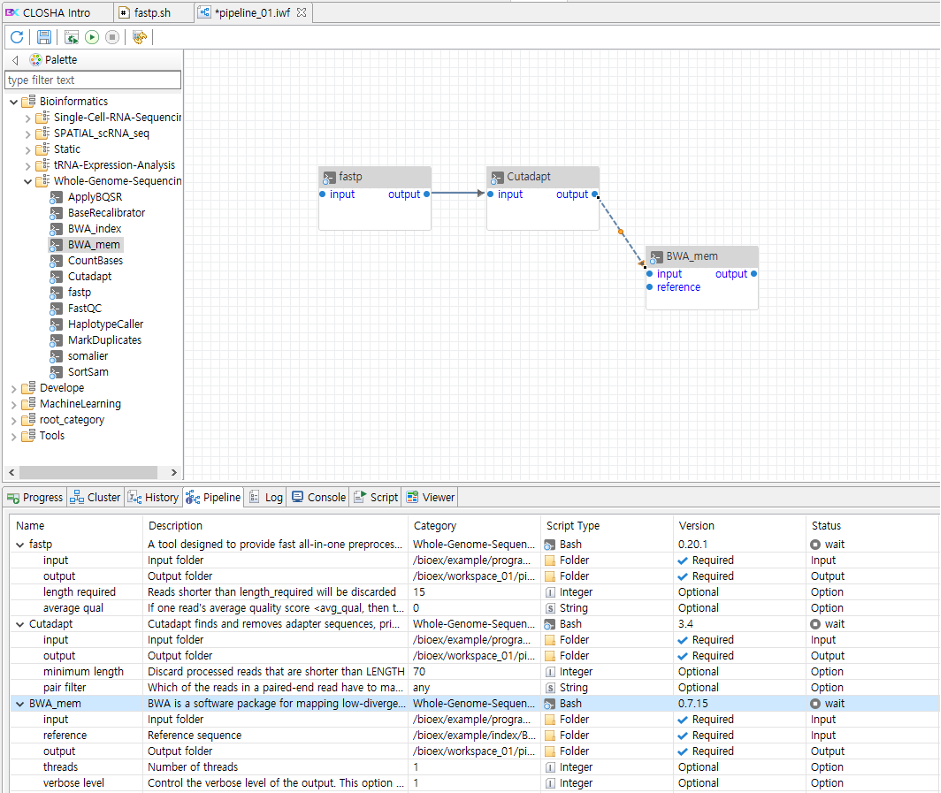 CLOSHA Intro fastp.sh *pipeline_01.iwf
Palette
type filter text
Bioinformatics
Single-Cell-RNA-Sequencin
SPATIAL_scRNA_seq
Static
tRNA-Expression-Analysis
Whole-Genome-Sequencin
ApplyBQSR
BaseRecalibrator
BWA_index
BWA_mem
CountBases
Cutadapt
fastp
FastQC
HaplotypeCaller
MarkDuplicates
somalier
SortSam
Develope
MachineLearning
root_category
Tools
fastp
input output
Cutadapt
input output
BWA_mem
input output
reference
Progress Cluster History Pipeline Log Console Script Viewer
Name Description Category Script Type Version Status
fastp A tool designed to provide fast all-in-one preproces... Whole-Genome-Sequen... Bash 0.20.1 wait
input Input folder /bioex/example/progra... Folder Required Input
output Output folder /bioex/workspace_01/pi... Folder Required Output
length required Reads shorter than length_required will be discarded 15 Integer Optional Option
average qual If one read's average quality score <avg_qual, then t... 0 String Optional Option
Cutadapt Cutadapt finds and removes adapter sequences, pri... Whole-Genome-Sequen... Bash 3.4 wait
input Input folder /bioex/example/progra... Folder Required Input
output Output folder /bioex/workspace_01/pi... Folder Required Output
minimum length Discard processed reads that are shorter than LENGTH 70 Integer Optional Option
pair filter Which of the reads in a paired-end read have to ma... any String Optional Option
BWA_mem BWA is a software package for mapping low-diverge... Whole-Genome-Sequen... Bash 0.7.15 wait
input Input folder /bioex/example/progra... Folder Required Input
reference Reference sequence /bioex/example/index/B... Folder Required Input
output Output folder /bioex/workspace_01/pi... Folder Required Output
threads Number of threads 1 Integer Optional Option
verbose level Control the verbose level of the output. This option ... 1 Integer Optional Option